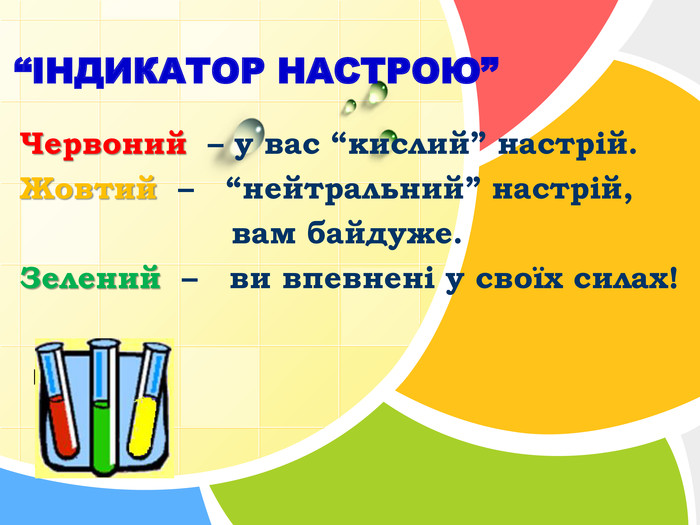 “ІНДИКАТОР НАСТРОЮ”
Червоний – у вас “кислий” настрій.
Жовтий – “нейтральний” настрій,
вам байдуже.
Зелений – ви впевнені у своїх силах!